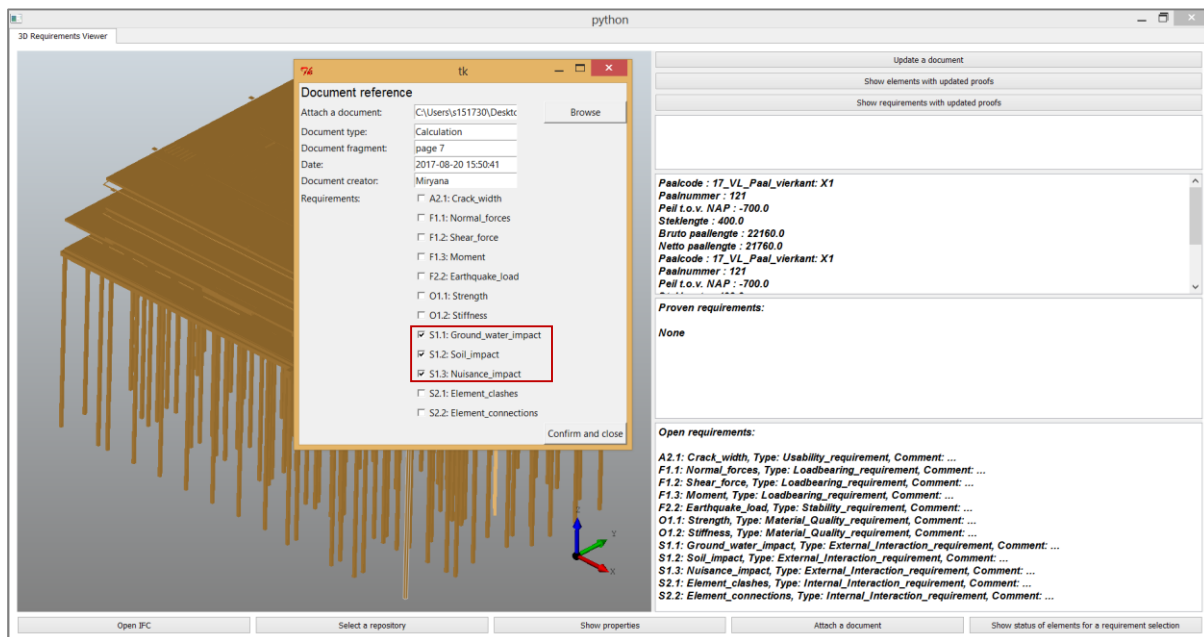 python
3D Requirements Viewer
tk
Document reference
Attach a document: C:\Users\s151730\Deskto Browse
Document type: Calculation
Document fragment: page 7
Date: 2017-08-20 15:50:41
Document creator: Miryana
Requirements: A2.1: Crack_width
F1.1: Normal_forces
F1.2: Shear_force
F1.3: Moment
F2.2: Earthquake_load
O1.1: Strength
O1.2: Stiffness
S1.1: Ground_water_impact
S1.2: Soil_impact
S1.3: Nuisance_impact
S2.1: Element_clashes
S2.2: Element_connections
Confirm and close
Z
Y
X
Update a document
Show elements with updated proofs
Show requirements with updated proofs
Paalcode : 17_VL_Paal_vierkant: X1
Paalnummer : 121
Peil t.o.v. NAP : -700.0
Steklengte : 400.0
Bruto paallengte : 22160.0
Netto paallengte : 21760.0
Paalcode : 17_VL_Paal_vierkant: X1
Paalnummer : 121
Peil t.o.v. NAP : -700.0
Proven requirements:
None
Open requirements:
A2.1: Crack_width, Type: Usability_requirement, Comment: ...
F1.1: Normal_forces, Type: Loadbearing_requirement, Comment: ...
F1.2: Shear_force, Type: Loadbearing_requirement, Comment: ...
F1.3: Moment, Type: Loadbearing_requirement, Comment: ...
F2.2: Earthquake_load, Type: Stability_requirement, Comment: ...
O1.1: Strength, Type: Material_Quality_requirement, Comment: ...
O1.2: Stiffness, Type: Material_Quality_requirement, Comment: ...
S1.1: Ground_water_impact, Type: External_Interaction_requirement, Comment: ...
S1.2: Soil_impact, Type: External_Interaction_requirement, Comment: ...
S1.3: Nuisance_impact, Type: External_Interaction_requirement, Comment: ...
S2.1: Element_clashes, Type: Internal_Interaction_requirement, Comment: ...
S2.2: Element_connections, Type: Internal_Interaction_requirement, Comment: ...
Open IFC Select a repository Show properties Attach a document Show status of elements for a requirement selection